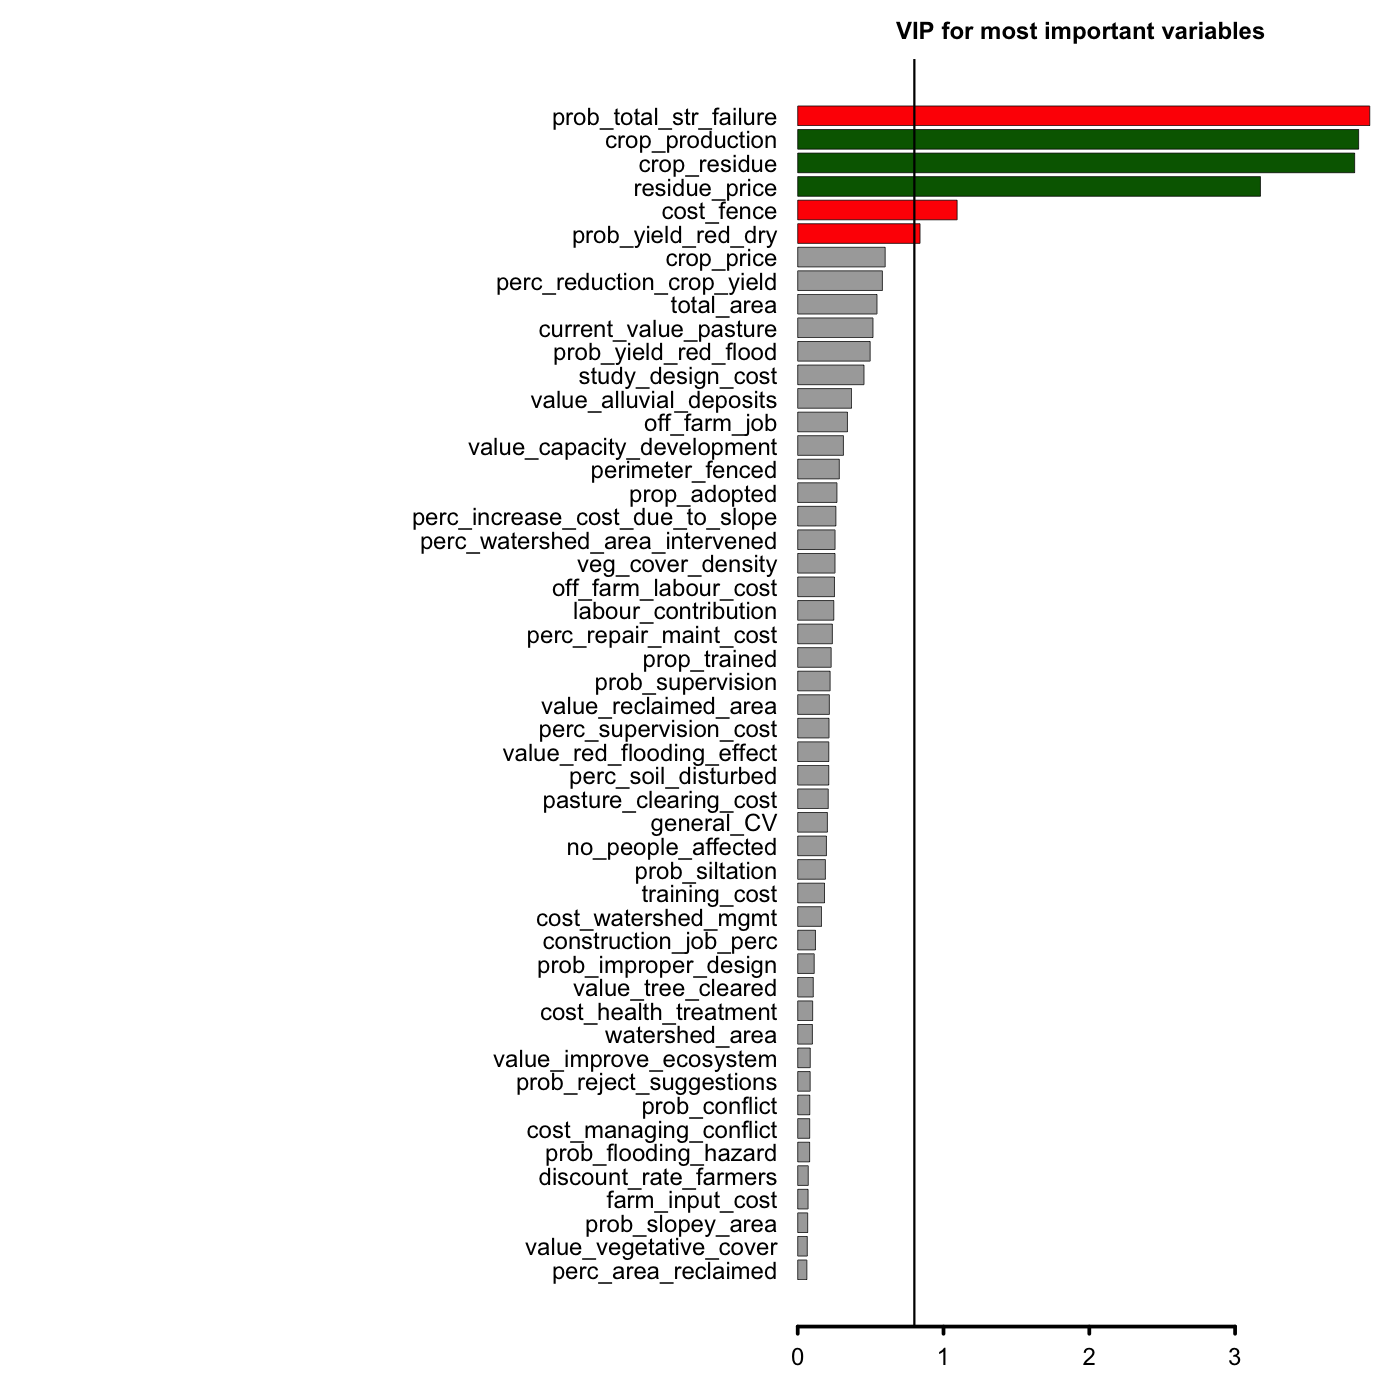 VIP for most important variables
prob_total_str_failure
crop_production
crop_residue
residue_price
cost_fence
prob_yield_red_dry
crop_price
perc_reduction_crop_yield
total_area
current_value_pasture
prob_yield_red_flood
study_design_cost
value_alluvial_deposits
off_farm_job
value_capacity_development
perimeter_fenced
prop_adopted
perc_increase_cost_due_to_slope
perc_watershed_area_intervened
veg_cover_density
off_farm_labour_cost
labour_contribution
perc_repair_maint_cost
prop_trained
prob_supervision
value_reclaimed_area
perc_supervision_cost
value_red_flooding_effect
perc_soil_disturbed
pasture_clearing_cost
general_CV
no_people_affected
prob_siltation
training_cost
cost_watershed_mgmt
construction_job_perc
prob_improper_design
value_tree_cleared
cost_health_treatment
watershed_area
value_improve_ecosystem
prob_reject_suggestions
prob_conflict
cost_managing_conflict
prob_flooding_hazard
discount_rate_farmers
farm_input_cost
prob_slopey_area
value_vegetative_cover
perc_area_reclaimed
0 1 2 3